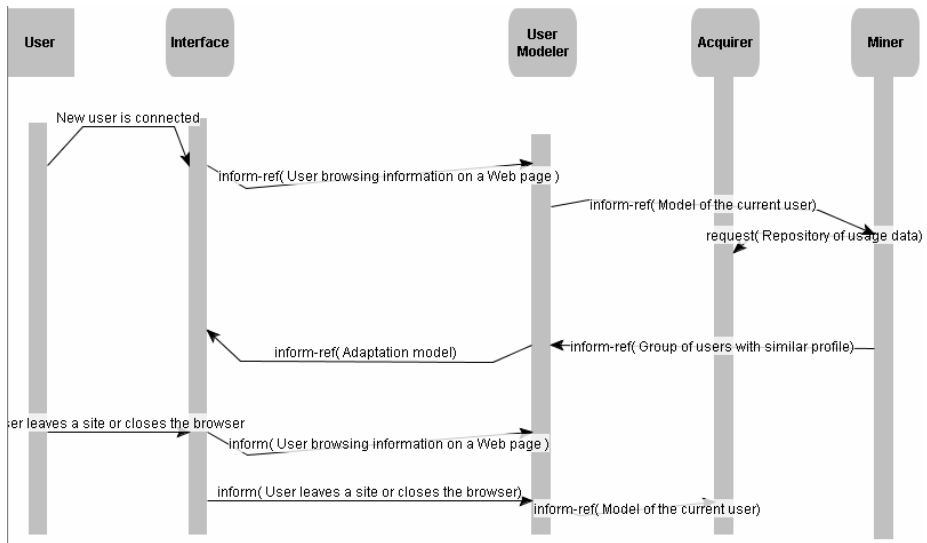 User
Interface
User
Modeler
Acquirer
Miner
New user is connected
inform-ref( User browsing information on a Web page )
inform-ref( Model of the current user)
request( Repository of usage data)
inform-ref( Adaptation model)
inform-ref( Group of users with similar profile)
ser leaves a site or closes the browser
inform( User browsing information on a Web page )
inform( User leaves a site or closes the browser)
inform-ref( Model of the current user)